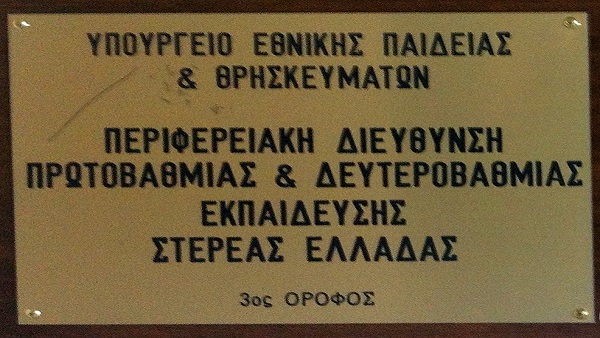 ΥΠΟΥΡΓΕΙΟ ΕΘΝΙΚΗΣ ΠΑΙΔΕΙΑΣ
& ΘΡΗΣΚΕΥΜΑΤΩΝ
ΠΕΡΙΦΕΡΕΙΑΚΗ ΔΙΕΥΘΥΝΣΗ
ΠΡΩΤΟΒΑΘΜΙΑΣ & ΔΕΥΤΕΡΟΒΑΘΜΙΑΣ
ΕΚΠΑΙΔΕΥΣΗΣ
ΣΤΕΡΕΑΣ ΕΛΛΑΔΑΣ
3ος ΟΡΟΦΟΣ